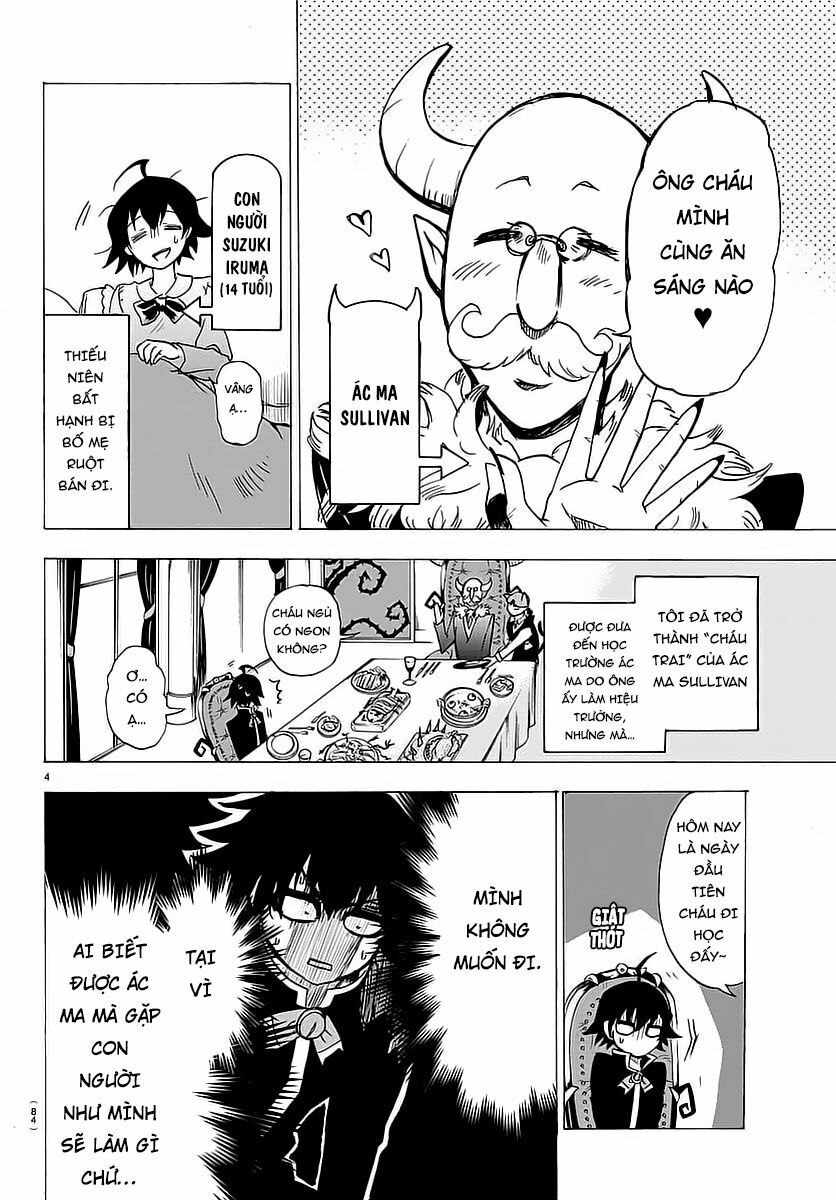 ÔNG CHÁU
MÌNH
CÙNG ĂN
SÁNG NÀO
♥
ÁC MA
SULLIVAN
CON
NGƯỜI
SUZUKI
IRUMA
(14 TUỔI)
VÂNG
Ạ...
THIẾU
NIÊN
BẤT
HẠNH BỊ
BỐ MẸ
RUỘT
BÁN ĐI.
TÔI ĐÃ TRỞ
THÀNH “CHÁU
TRAI” CỦA ÁC
MA SULLIVAN
ĐƯỢC ĐƯA
ĐẾN HỌC
TRƯỜNG ÁC
MA DO ÔNG
ẤY LÀM HIỆU
TRƯỞNG,
NHƯNG MÀ...
CHÁU NGỦ
CÓ NGON
KHÔNG?
Ơ...
CÓ
Ạ...
4
HÔM NAY
LÀ NGÀY
ĐẦU
TIÊN
CHÁU ĐI
HỌC
ĐẤY~
GIẬT
THÓT
MÌNH
KHÔNG
MUỐN ĐI.
TẠI
VÌ
AI BIẾT
ĐƯỢC ÁC
MA MÀ GẶP
CON
NGƯỜI
NHƯ MÌNH
SẼ LÀM GÌ
CHỨ...
(84)